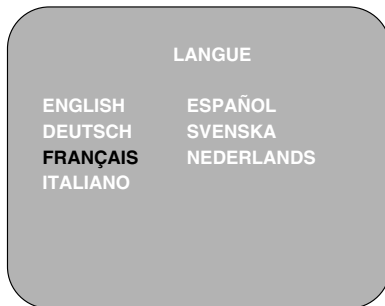 LANGUE
ENGLISH ESPAÑOL
DEUTSCH SVENSKA
FRANÇAIS NEDERLANDS
ITALIANO